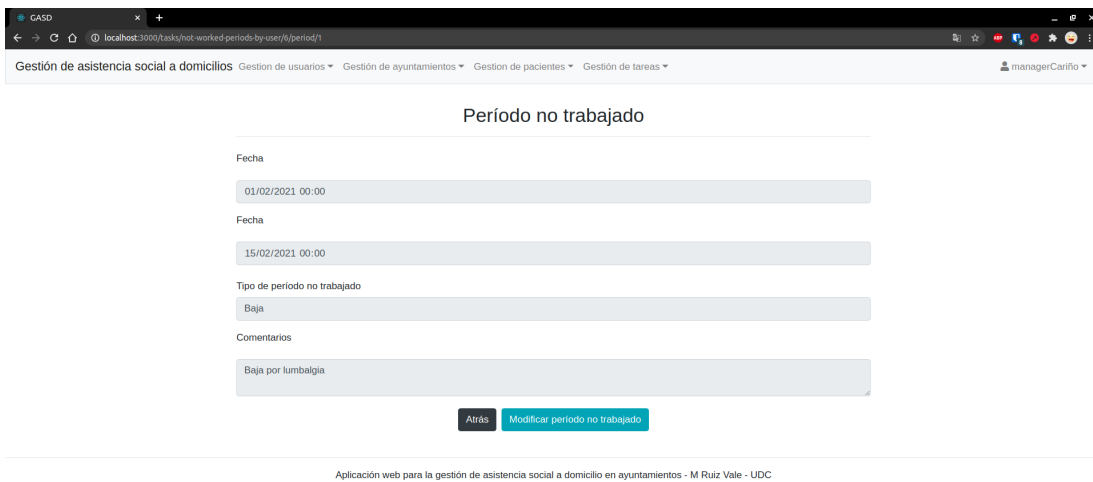 GASD
localhost:3000/tasks/not-worked-periods-by-user/6/period/1
Gestión de asistencia social a domicilios Gestion de usuarios Gestión de ayuntamientos Gestion de pacientes Gestión de tareas managerCariño
Período no trabajado
Fecha
01/02/2021 00:00
Fecha
15/02/2021 00:00
Tipo de período no trabajado
Baja
Comentarios
Baja por lumbalgia
Atrás Modificar período no trabajado
Aplicación web para la gestión de asistencia social a domicilio en ayuntamientos - M Ruiz Vale - UDC